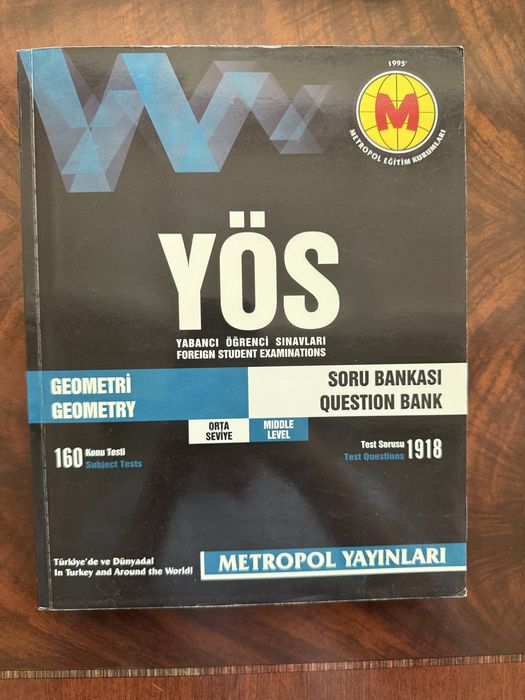 1995'
M
METROPOL EĞİTİM KURUMLARI
YÖS
YABANCI ÖĞRENCİ SINAVLARI
FOREIGN STUDENT EXAMINATIONS
GEOMETRİ
GEOMETRY
SORU BANKASI
QUESTION BANK
ORTA
SEVİYE
MIDDLE
LEVEL
160 Konu Testi
Subject Tests
Test Sorusu
Test Questions 1918
Türkiye'de ve Dünyada!
In Turkey and Around the World!
METROPOL YAYINLARI